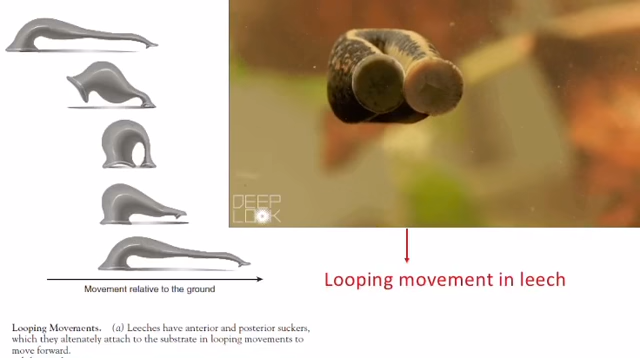 DEEP
LOOK
Looping movement in leech
Movement relative to the ground
Looping Movements. (a) Leeches have anterior and posterior suckers,
which they altenately attach to the substrate in looping movements to
move forward.